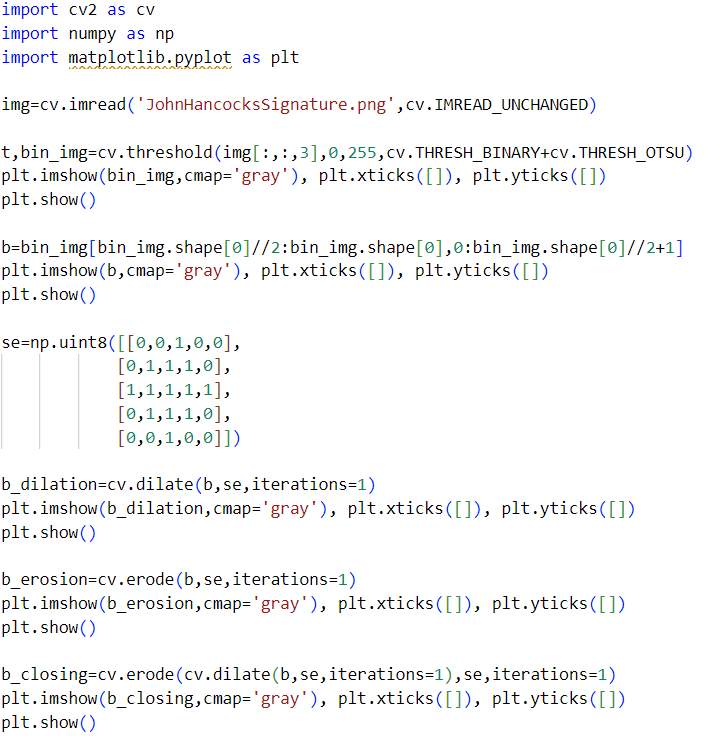 import cv2 as cv
import numpy as np
import matplotlib.pyplot as plt

img=cv.imread('JohnHancocksSignature.png',cv.IMREAD_UNCHANGED)

t,bin_img=cv.threshold(img[:,:,3],0,255,cv.THRESH_BINARY+cv.THRESH_OTSU)
plt.imshow(bin_img,cmap='gray'), plt.xticks([]), plt.yticks([])
plt.show()

b=bin_img[bin_img.shape[0]//2:bin_img.shape[0],0:bin_img.shape[0]//2+1]
plt.imshow(b,cmap='gray'), plt.xticks([]), plt.yticks([])
plt.show()

se=np.uint8([[0,0,1,0,0],
            [0,1,1,1,0],
            [1,1,1,1,1],
            [0,1,1,1,0],
            [0,0,1,0,0]])

b_dilation=cv.dilate(b,se,iterations=1)
plt.imshow(b_dilation,cmap='gray'), plt.xticks([]), plt.yticks([])
plt.show()

b_erosion=cv.erode(b,se,iterations=1)
plt.imshow(b_erosion,cmap='gray'), plt.xticks([]), plt.yticks([])
plt.show()

b_closing=cv.erode(cv.dilate(b,se,iterations=1),se,iterations=1)
plt.imshow(b_closing,cmap='gray'), plt.xticks([]), plt.yticks([])
plt.show()